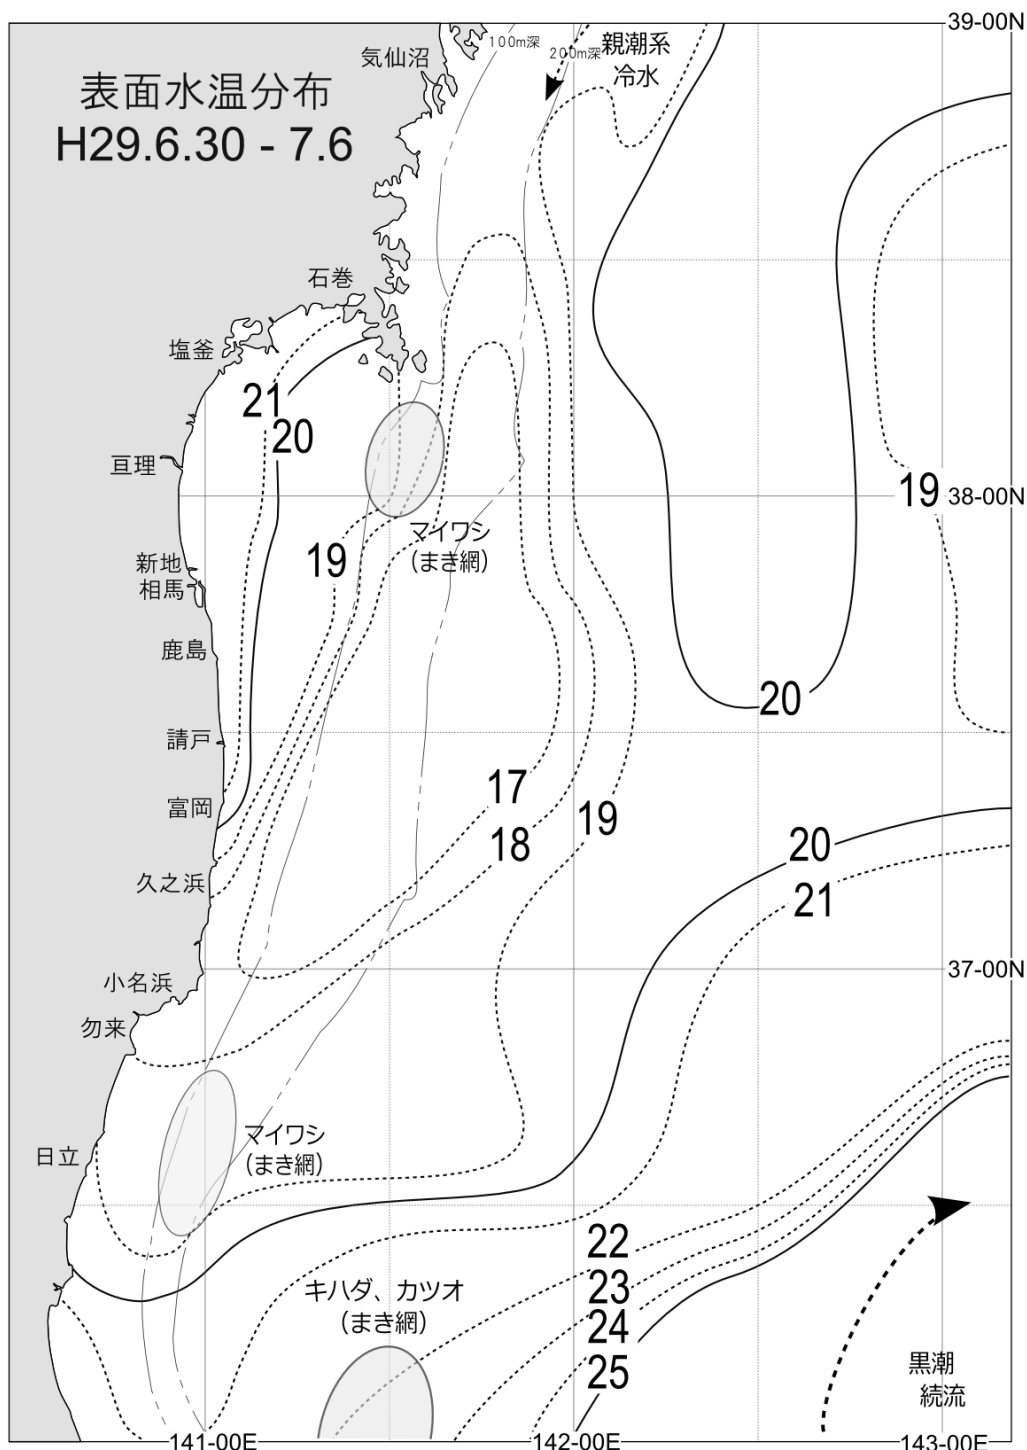 39-00N
気仙沼
100m深
200m深
親潮系
冷水
表面水温分布
H29.6.30 - 7.6
石巻
塩釜
21
20
亘理
19
38-00N
マイワシ
(まき網)
19
新地
相馬
鹿島
20
請戸
17
富岡
19
18
20
久之浜
21
小名浜
37-00N
勿来
マイワシ
(まき網)
日立
22
キハダ、カツオ
(まき網)
23
24
25
黒潮
続流
141-00E
142-00E
143-00E